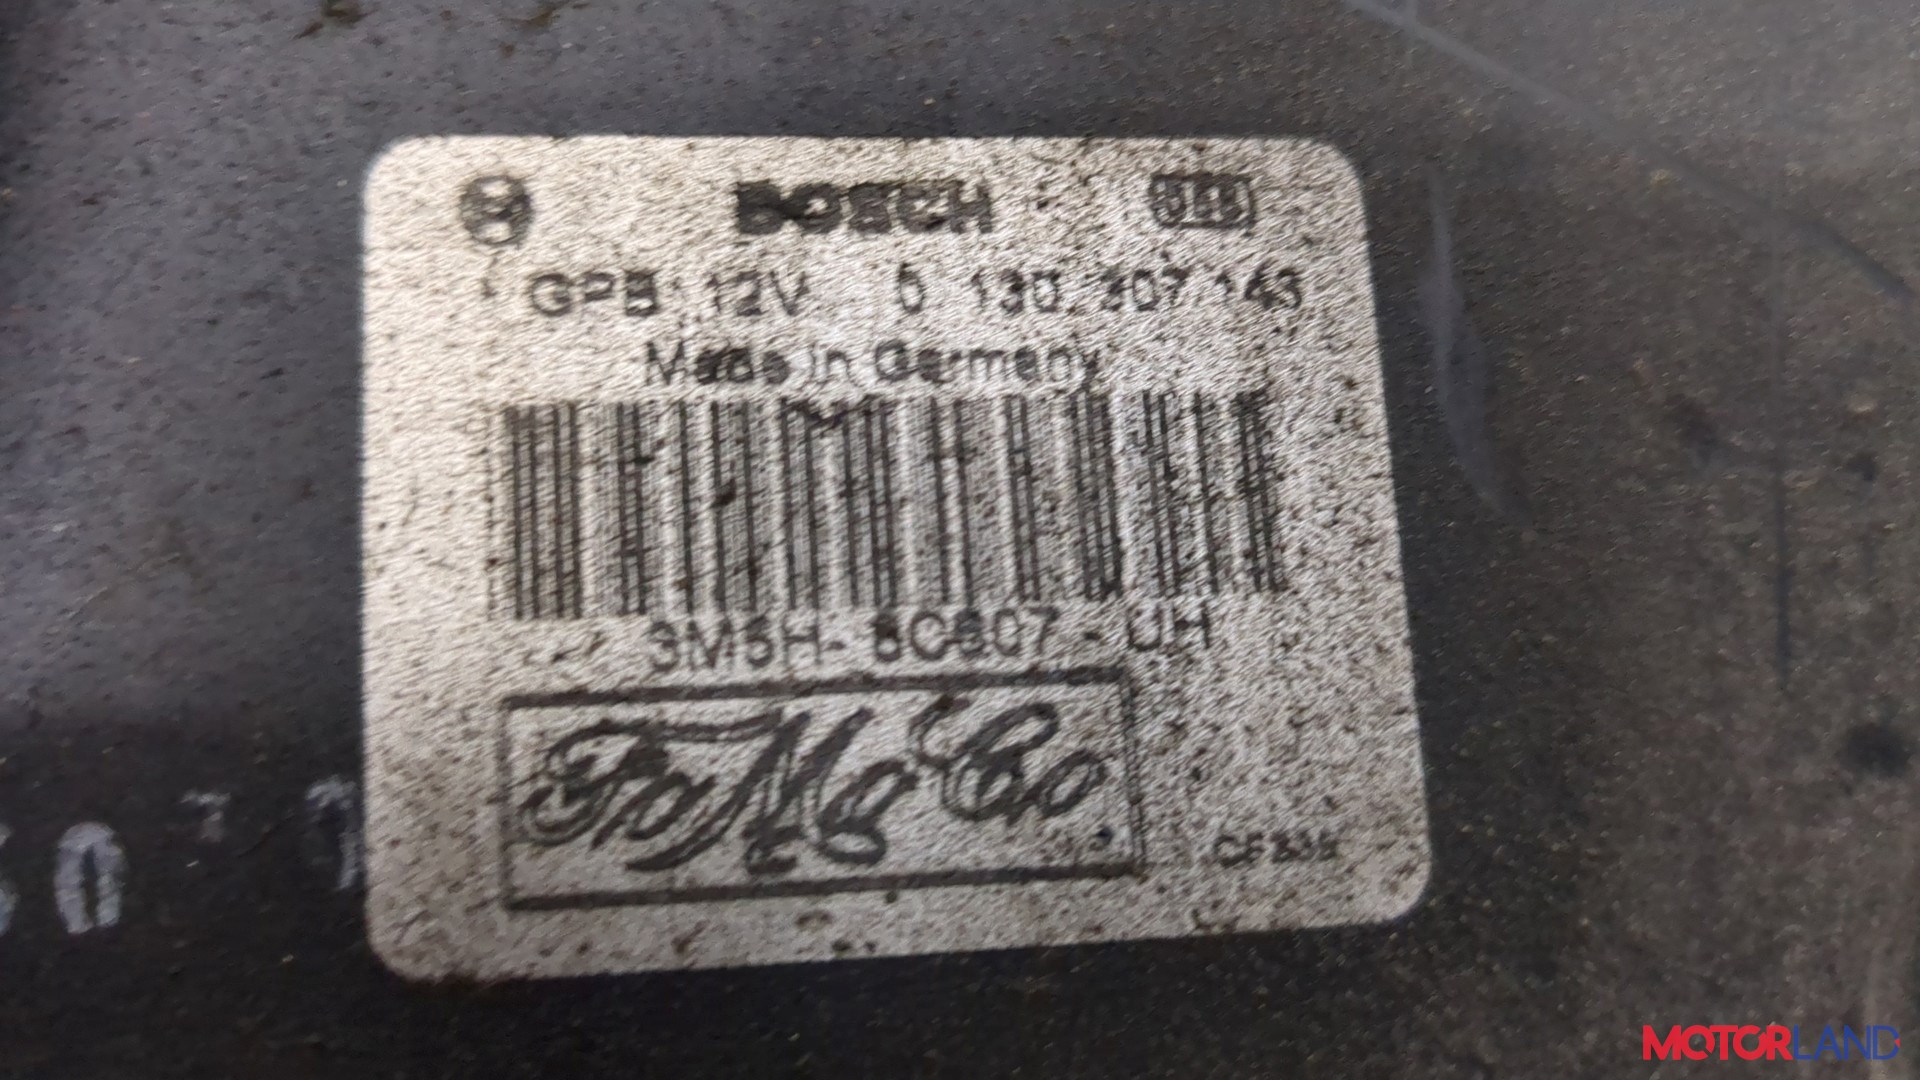 BOSCH
GPB 12V 0 130 307 143
Made in Germany
3M5H-8C607-UH
FoMoCo
MOTORLAND